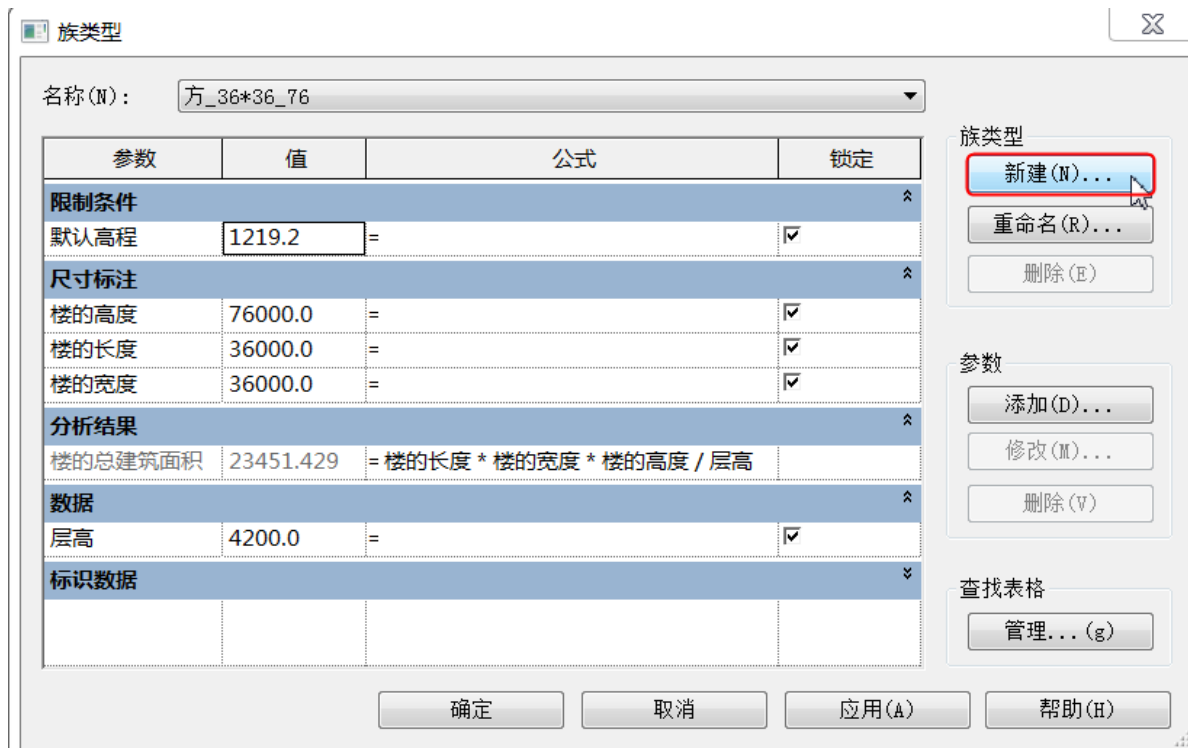 族类型
名称(N): 方_36*36_76
参数 值 公式 锁定
限制条件
默认高程 1219.2 =
尺寸标注
楼的高度 76000.0 =
楼的长度 36000.0 =
楼的宽度 36000.0 =
分析结果
楼的总建筑面积 23451.429 = 楼的长度 * 楼的宽度 * 楼的高度 / 层高
数据
层高 4200.0 =
标识数据
族类型
新建(N)...
重命名(R)...
删除(E)
参数
添加(D)...
修改(M)...
删除(V)
查找表格
管理...(g)
确定 取消 应用(A) 帮助(H)